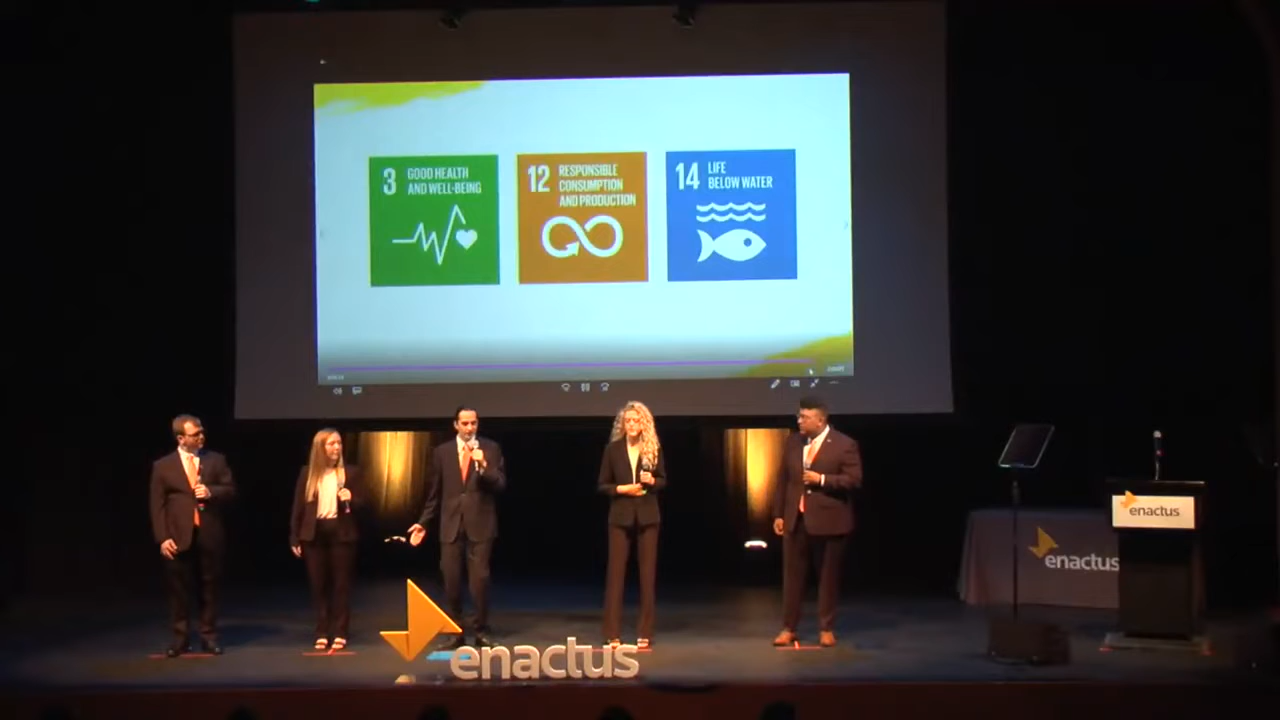 3
GOOD HEALTH
AND WELL-BEING
12
RESPONSIBLE
CONSUMPTION
AND PRODUCTION
14
LIFE
BELOW WATER
enactus
enactus
enactus